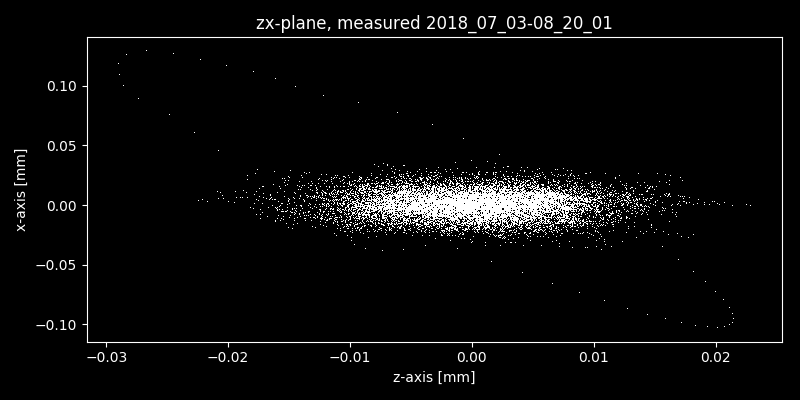 zx-plane, measured 2018_07_03-08_20_01
x-axis [mm]
0.10
0.05
0.00
−0.05
−0.10
−0.03 −0.02 −0.01 0.00 0.01 0.02
z-axis [mm]